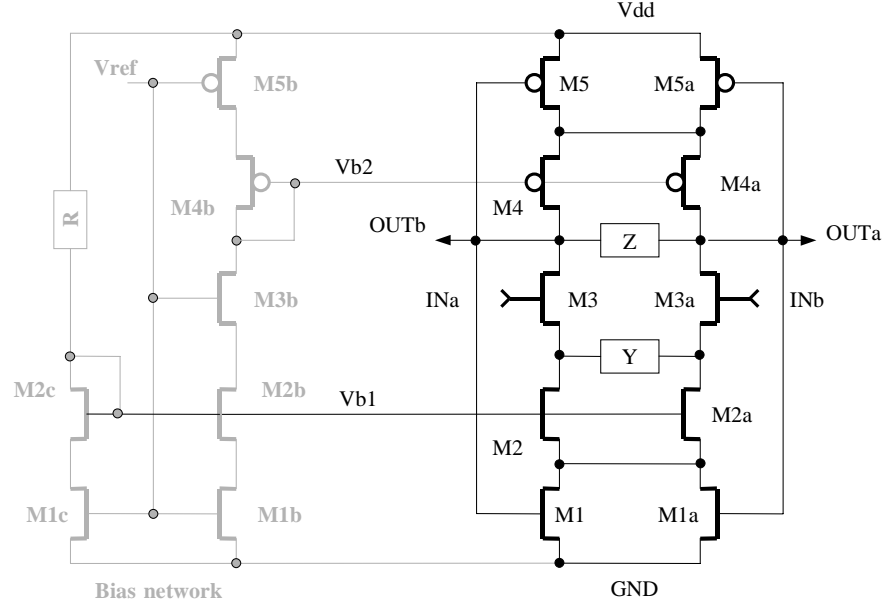 Vdd
Vref
M5b
M5
M5a
Vb2
M4b
M4
M4a
R
OUTb
Z
OUTa
M3b
INa
M3
M3a
INb
Y
M2c
M2b
Vb1
M2
M2a
M1c
M1b
M1
M1a
Bias network
GND